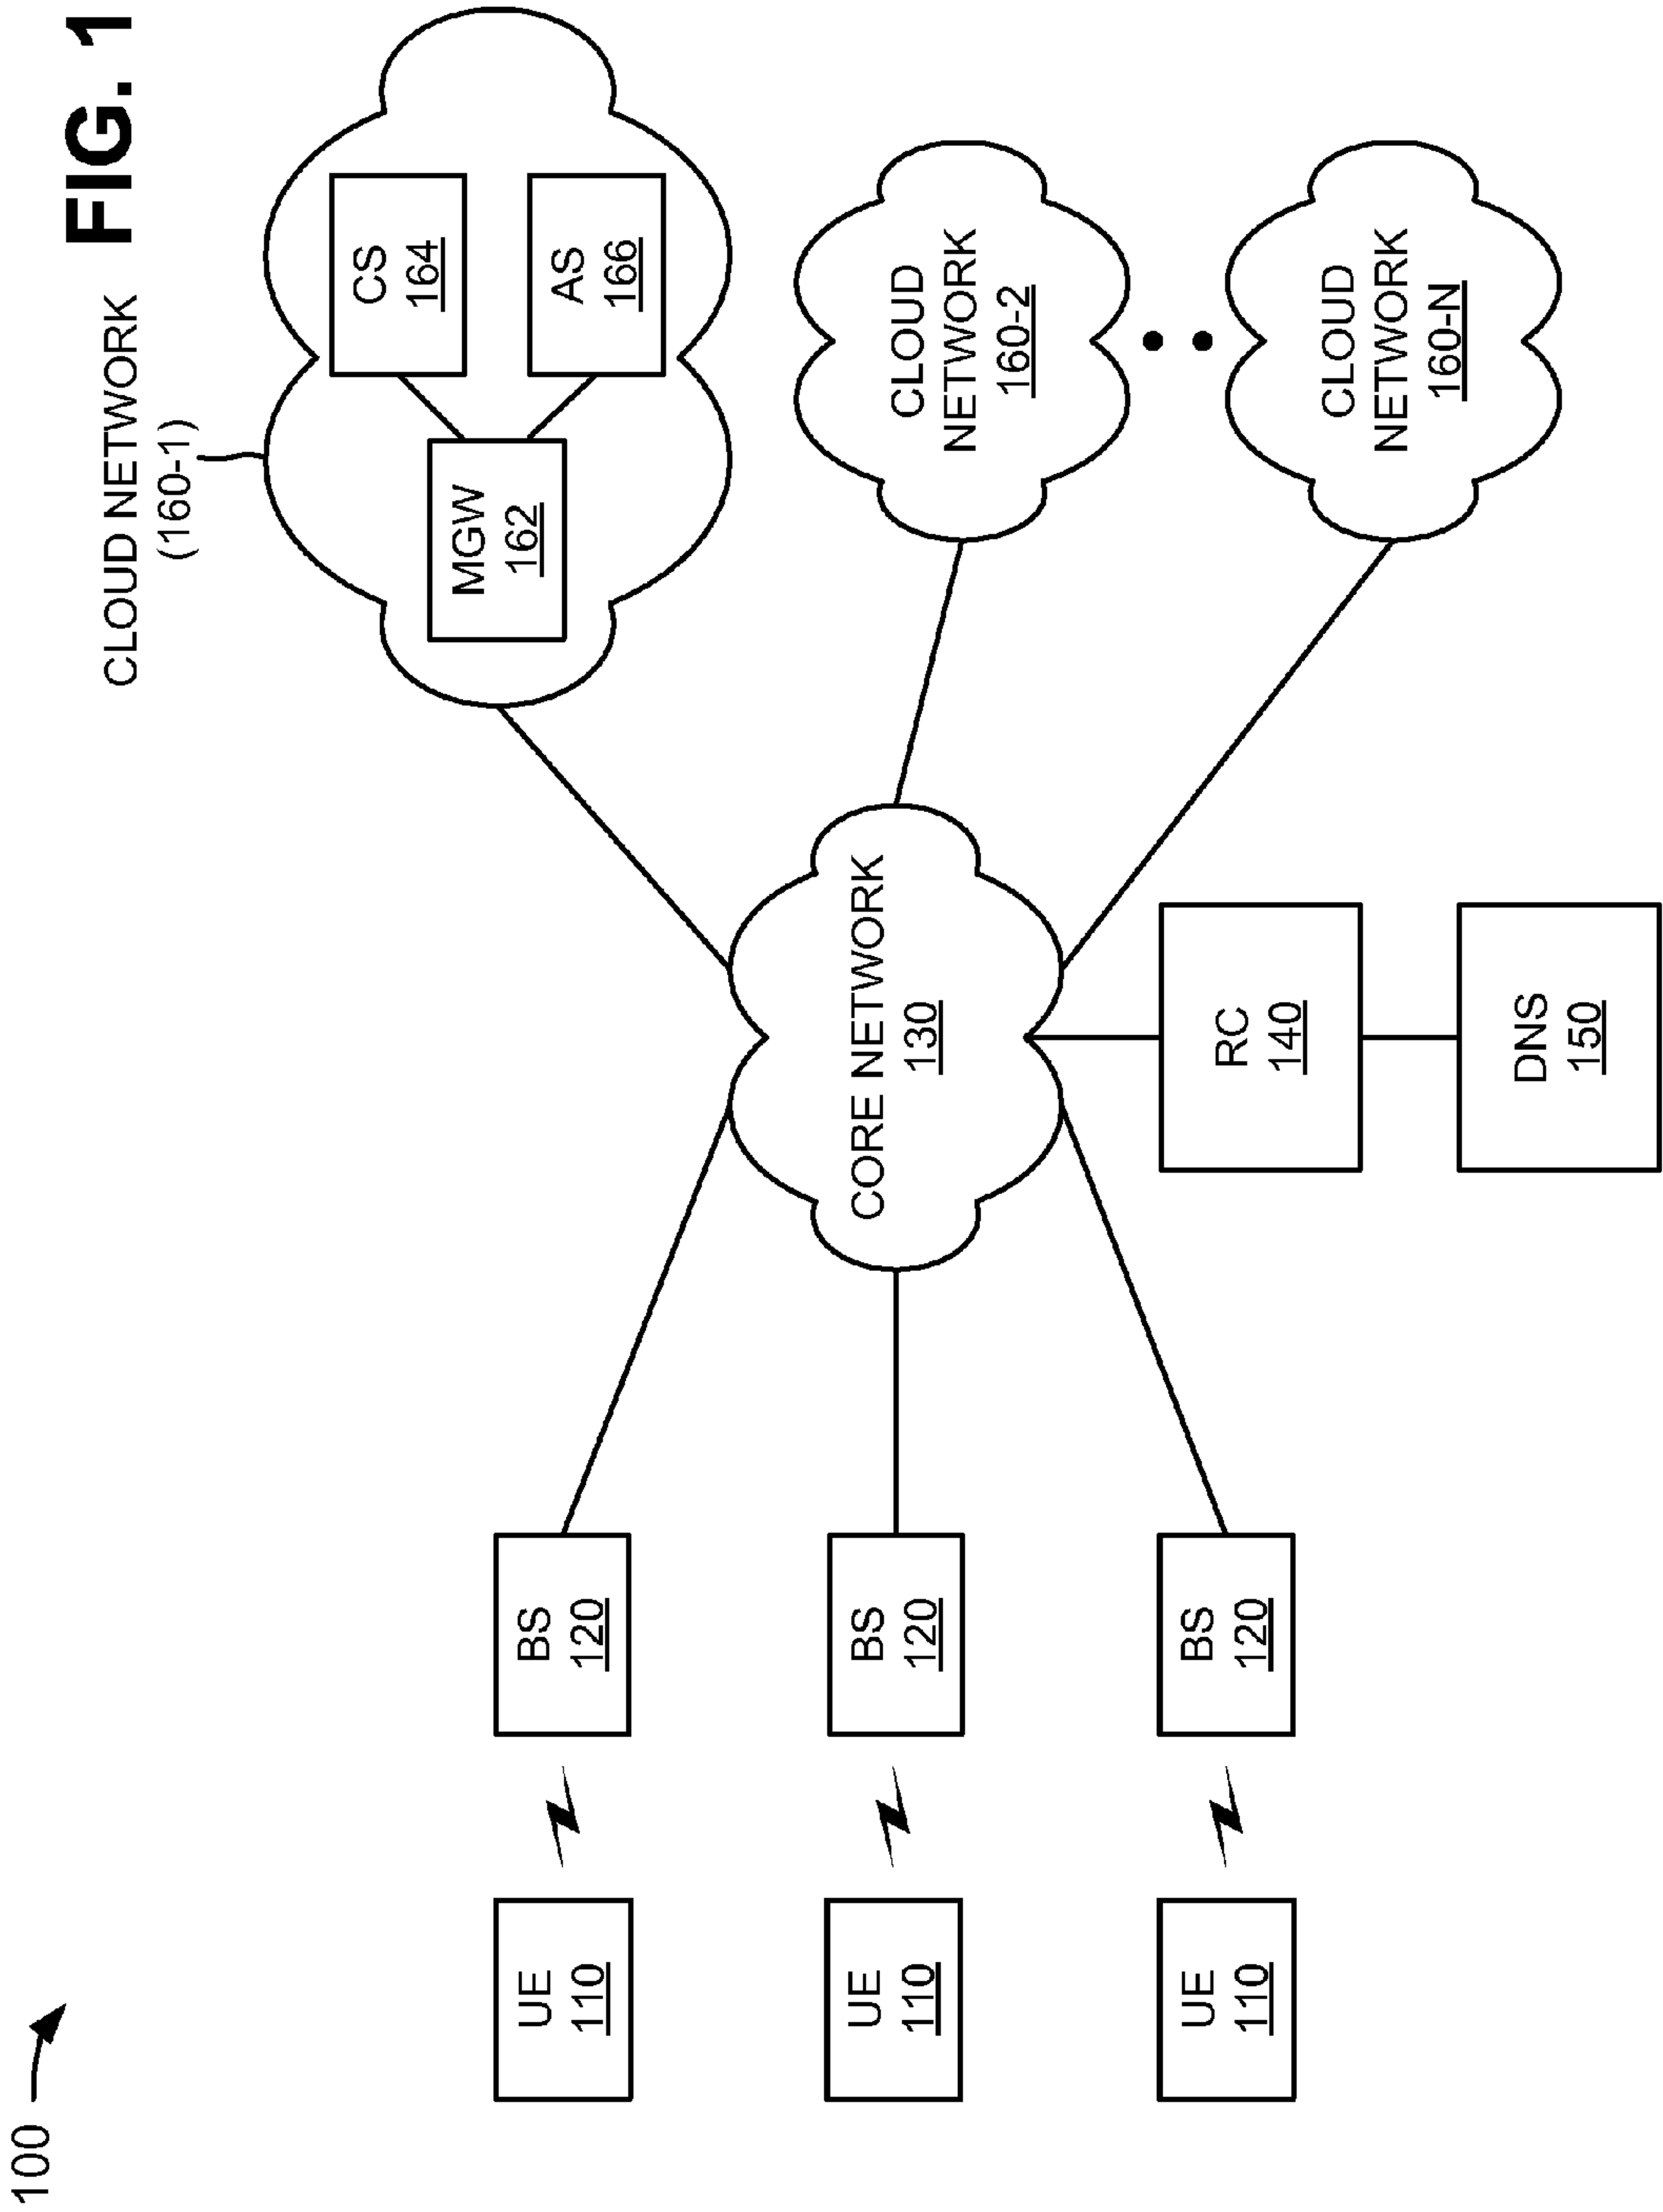 100
FIG. 1
CLOUD NETWORK
(160-1)
MGW
162
CS
164
AS
166
UE
110
BS
120
UE
110
BS
120
UE
110
BS
120
CORE NETWORK
130
CLOUD
NETWORK
160-2
CLOUD
NETWORK
160-N
RC
140
DNS
150